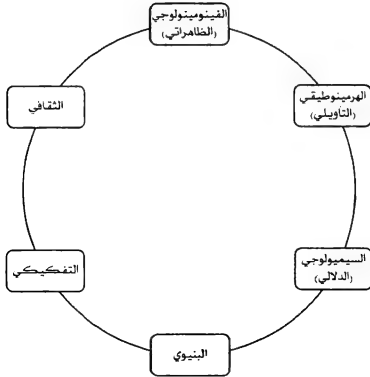 الفينومينولوجي
(الظاهراتي)
الهرمينوطيقي
(التأويلي)
السيميولوجي
(الدلالي)
البنيوي
التفكيكي
الثقافي